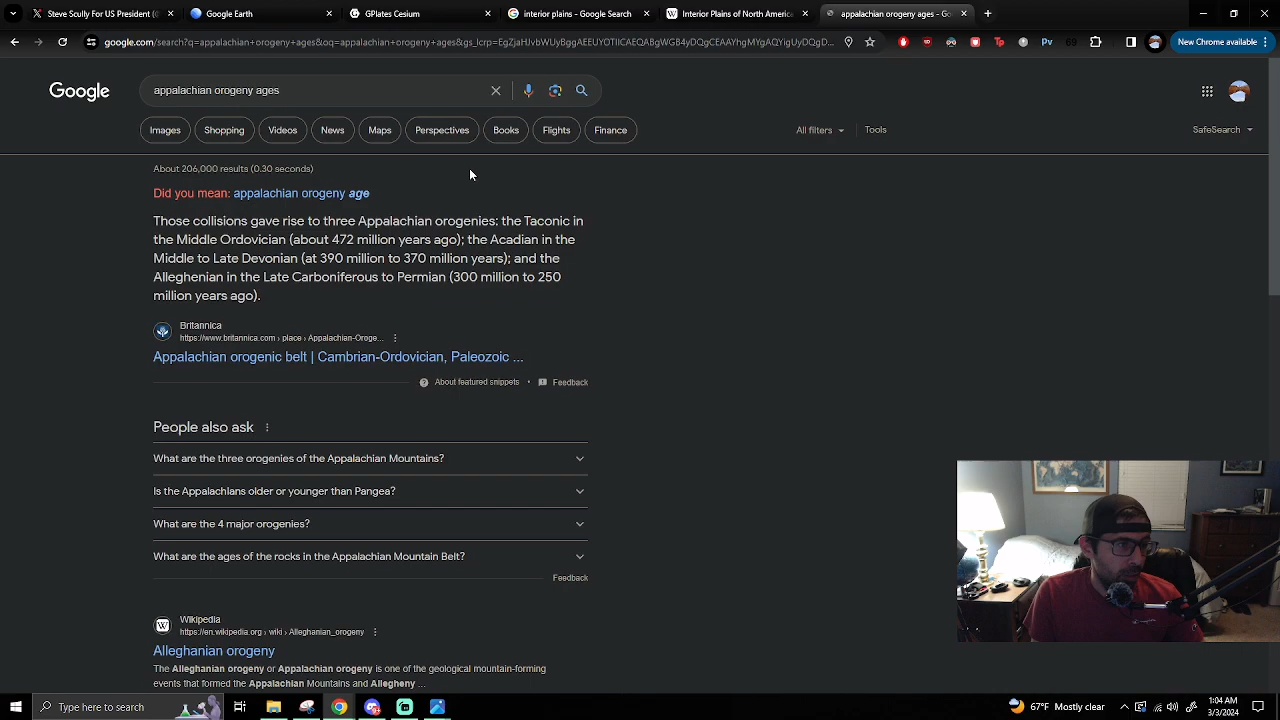 Steve Scully For US President (
Google Earth
GPlates Cesium
interior plains - Google Search
Interior Plains of North America
appalachian orogeny ages - Go
google.com/search?q=appalachian+orogeny+ages&oq=appalachian+orogeny+ages&gs_lcrp=
New Chrome available
Google
appalachian orogeny ages
Images
Shopping
Videos
News
Maps
Perspectives
Books
Flights
Finance
All filters
Tools
SafeSearch
About 206,000 results (0.30 seconds)
Did you mean: appalachian orogeny age
Those collisions gave rise to three Appalachian orogenies: the Taconic in
the Middle Ordovician (about 472 million years ago); the Acadian in the
Middle to Late Devonian (at 390 million to 370 million years); and the
Alleghenian in the Late Carboniferous to Permian (300 million to 250
million years ago).
Britannica
https://www.britannica.com › place › Appalachian-Oroge...
Appalachian orogenic belt | Cambrian-Ordovician, Paleozoic ...
About featured snippets
Feedback
People also ask
What are the three orogenies of the Appalachian Mountains?
Is the Appalachians older or younger than Pangea?
What are the 4 major orogenies?
What are the ages of the rocks in the Appalachian Mountain Belt?
Feedback
Wikipedia
https://en.wikipedia.org › wiki › Alleghanian_orogeny
Alleghanian orogeny
The Alleghanian orogeny or Appalachian orogeny is one of the geological mountain-forming
events that formed the Appalachian Mountains and Allegheny ...
Type here to search
67°F Mostly clear
1:04 AM
3/3/2024